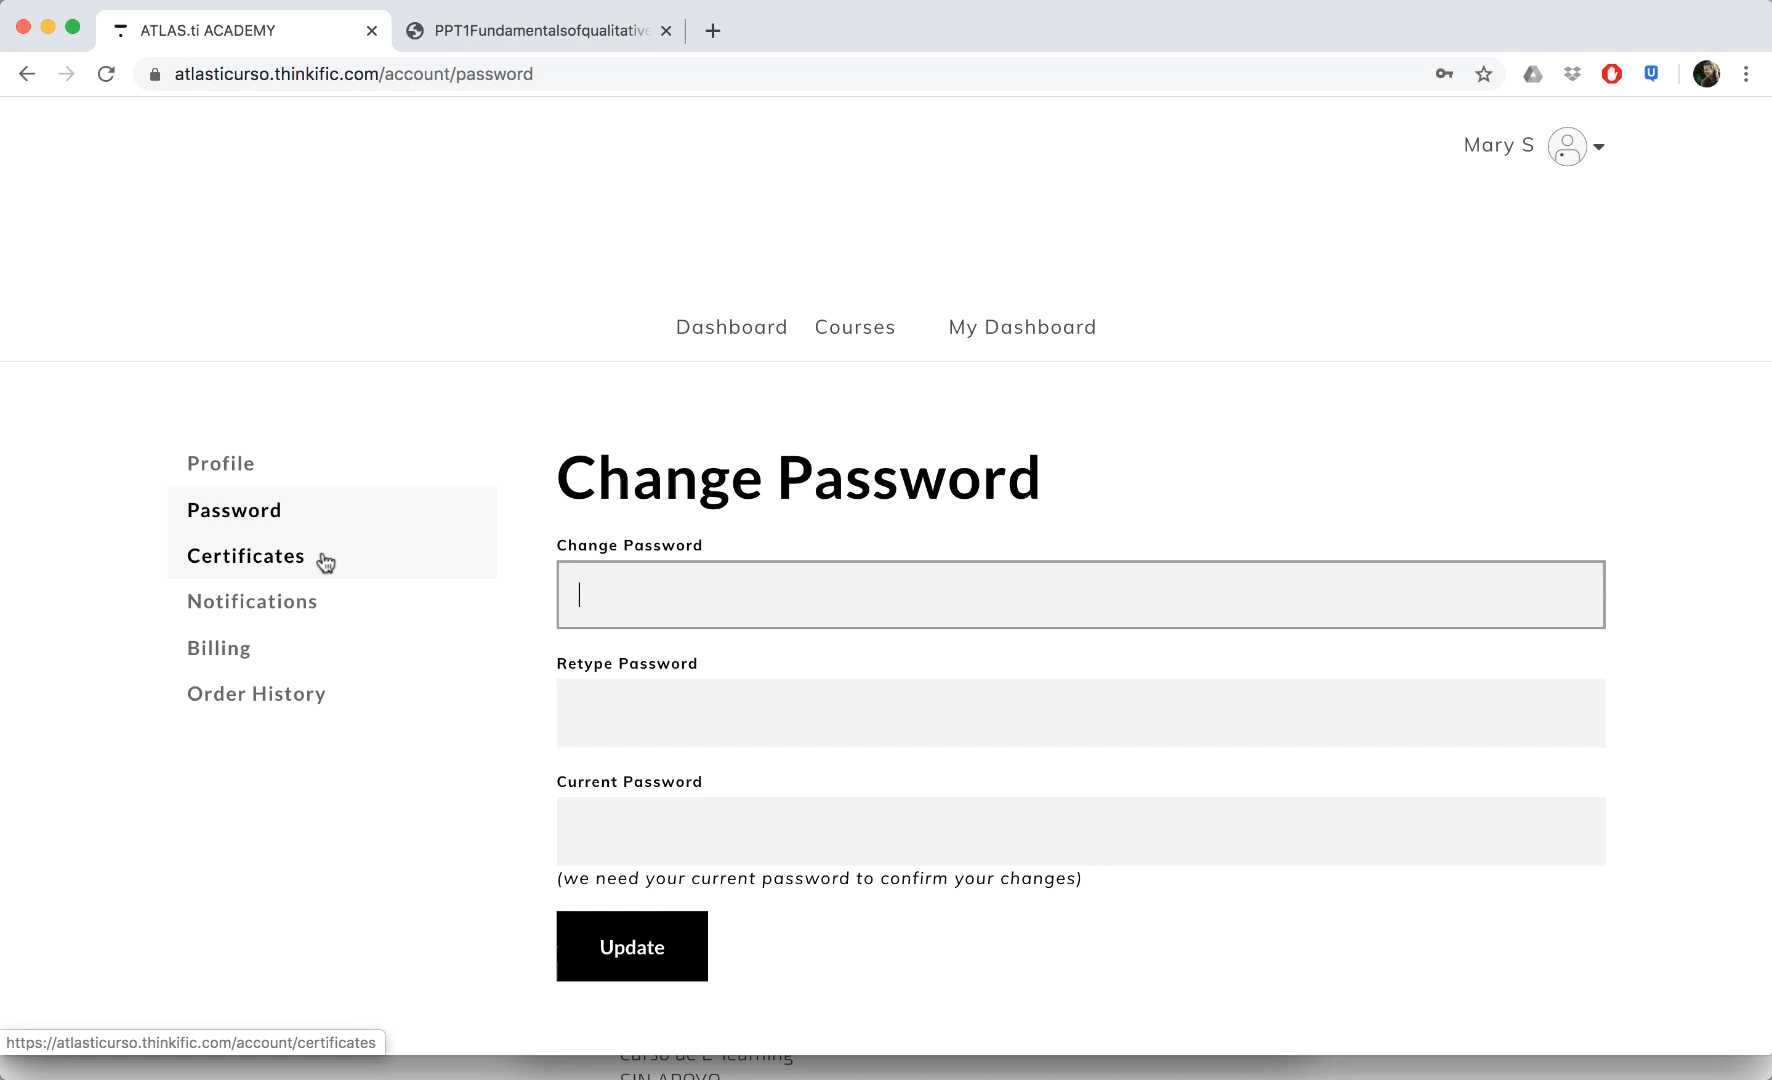 ATLAS.ti ACADEMY
PPT1Fundamentalsofqualitative
atlasticurso.thinkific.com/account/password
Mary S
Dashboard Courses My Dashboard
Profile
Password
Certificates
Notifications
Billing
Order History
Change Password
Change Password
Retype Password
Current Password
(we need your current password to confirm your changes)
Update
https://atlasticurso.thinkific.com/account/certificates